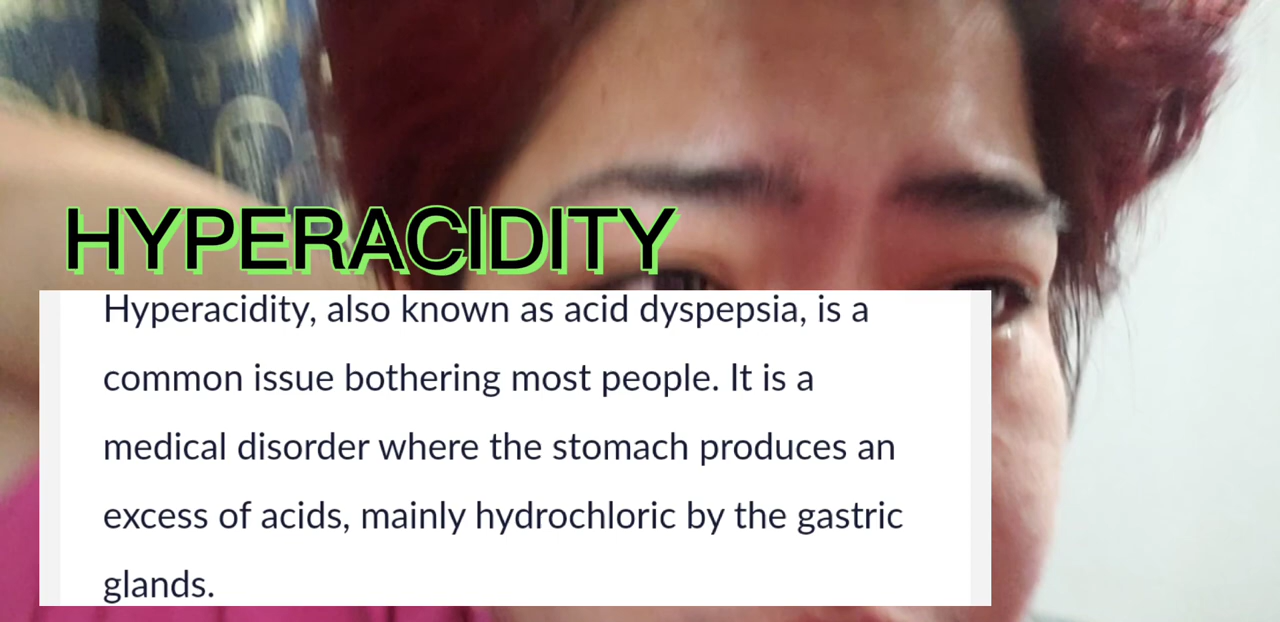 HYPERACIDITY
Hyperacidity, also known as acid dyspepsia, is a
common issue bothering most people. It is a
medical disorder where the stomach produces an
excess of acids, mainly hydrochloric by the gastric
glands.